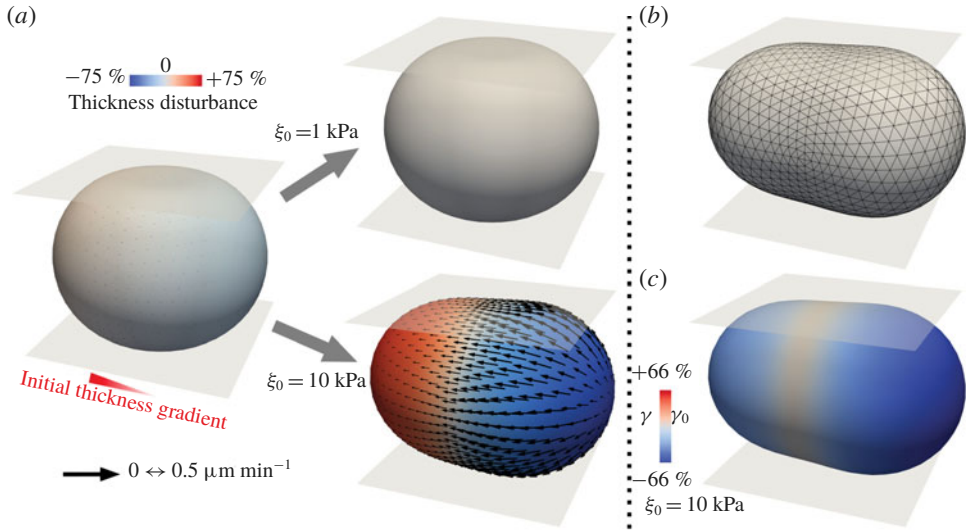 (a)
−75 % 0 +75 %
Thickness disturbance
ξ₀ = 1 kPa
Initial thickness gradient
ξ₀ = 10 kPa
0 ↔ 0.5 μm min⁻¹
(b)
(c)
+66 %
γ γ₀
−66 %
ξ₀ = 10 kPa